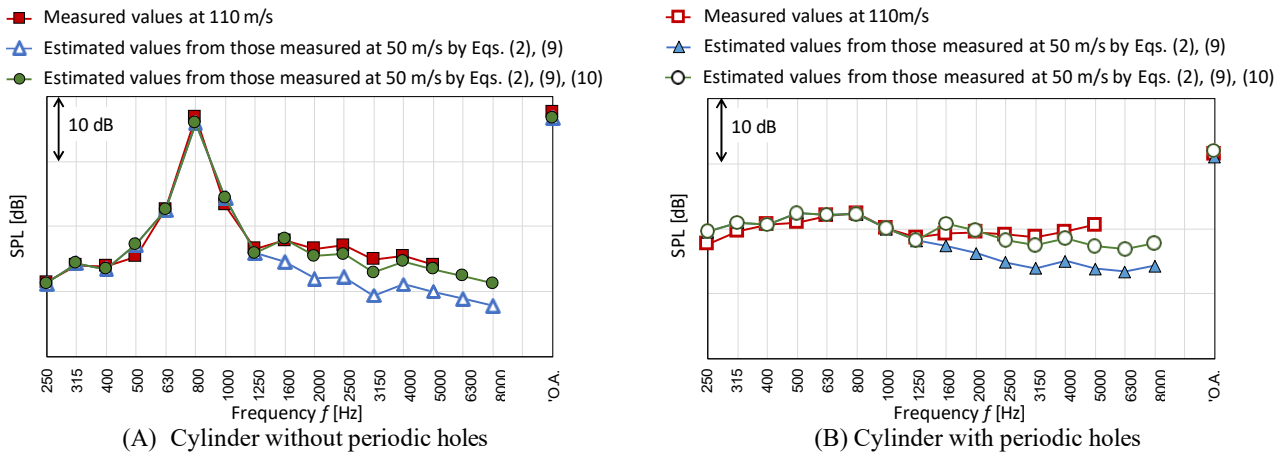 Measured values at 110 m/s
Estimated values from those measured at 50 m/s by Eqs. (2), (9)
Estimated values from those measured at 50 m/s by Eqs. (2), (9), (10)
10 dB
SPL [dB]
250 315 400 500 630 800 1000 1250 1600 2000 2500 3150 4000 5000 6300 8000 'O.A.
Frequency f [Hz]
(A) Cylinder without periodic holes
Measured values at 110m/s
Estimated values from those measured at 50 m/s by Eqs. (2), (9)
Estimated values from those measured at 50 m/s by Eqs. (2), (9), (10)
10 dB
SPL [dB]
250 315 400 500 630 800 1000 1250 1600 2000 2500 3150 4000 5000 6300 8000 'O.A.
Frequency f [Hz]
(B) Cylinder with periodic holes